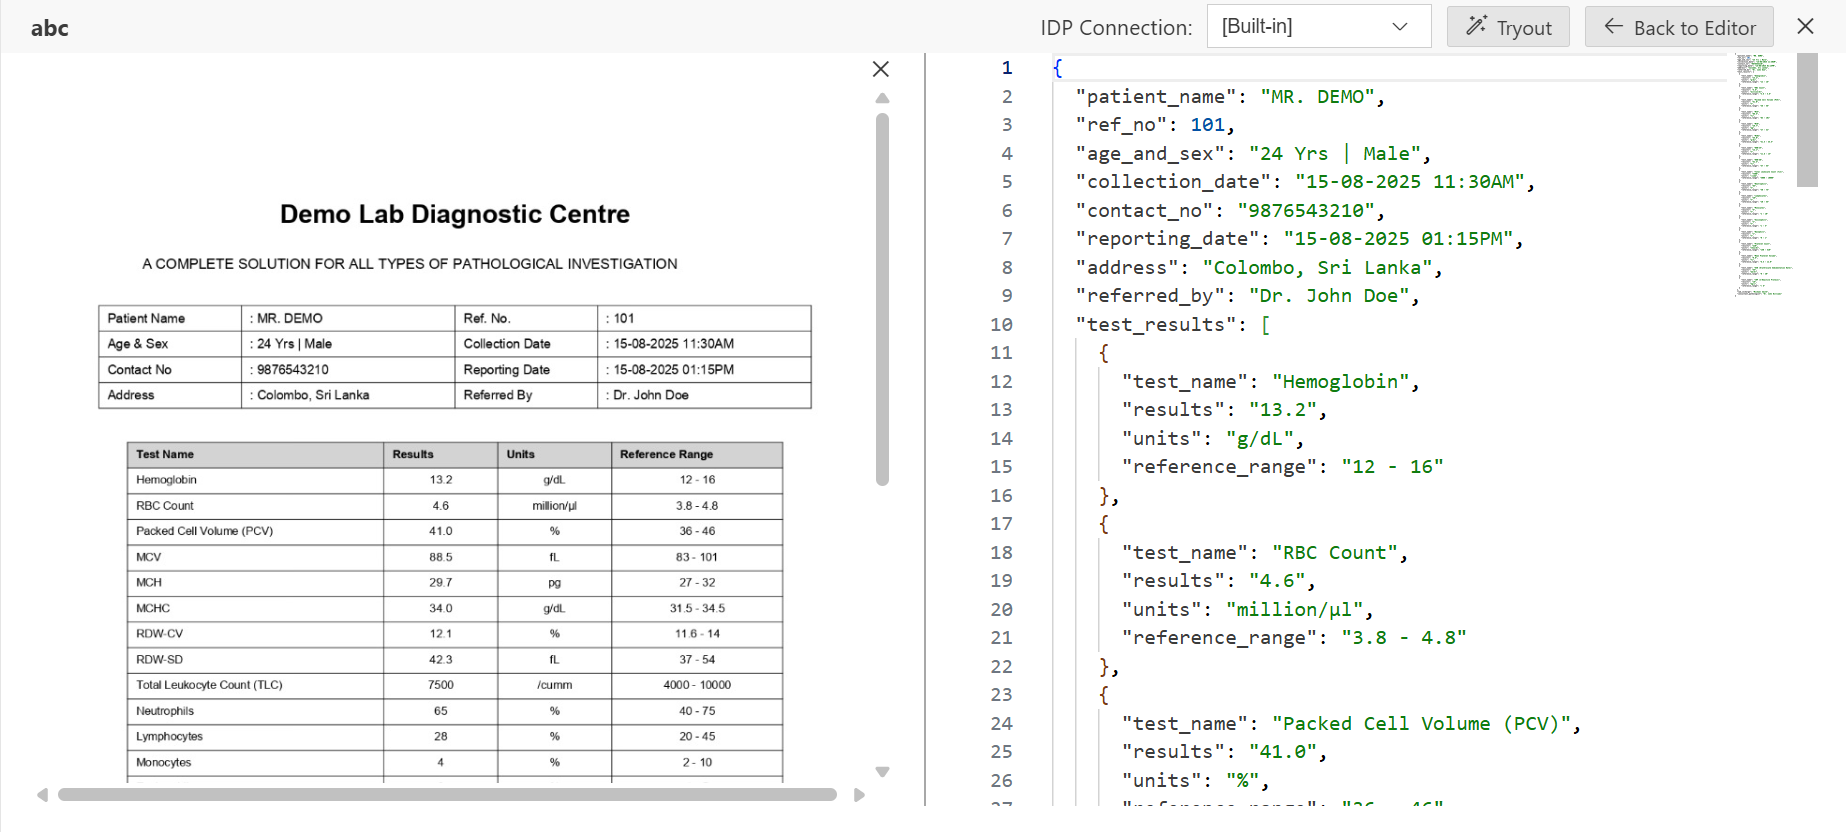 abc
IDP Connection: [Built-in] Tryout Back to Editor
Demo Lab Diagnostic Centre
A COMPLETE SOLUTION FOR ALL TYPES OF PATHOLOGICAL INVESTIGATION
Patient Name : MR. DEMO Ref. No. : 101
Age & Sex : 24 Yrs | Male Collection Date : 15-08-2025 11:30AM
Contact No : 9876543210 Reporting Date : 15-08-2025 01:15PM
Address : Colombo, Sri Lanka Referred By : Dr. John Doe
Test Name Results Units Reference Range
Hemoglobin 13.2 g/dL 12 - 16
RBC Count 4.6 million/µl 3.8 - 4.8
Packed Cell Volume (PCV) 41.0 % 36 - 46
MCV 88.5 fL 83 - 101
MCH 29.7 pg 27 - 32
MCHC 34.0 g/dL 31.5 - 34.5
RDW-CV 12.1 % 11.6 - 14
RDW-SD 42.3 fL 37 - 54
Total Leukocyte Count (TLC) 7500 /cumm 4000 - 10000
Neutrophils 65 % 40 - 75
Lymphocytes 28 % 20 - 45
Monocytes 4 % 2 - 10
1 {
2 "patient_name": "MR. DEMO",
3 "ref_no": 101,
4 "age_and_sex": "24 Yrs | Male",
5 "collection_date": "15-08-2025 11:30AM",
6 "contact_no": "9876543210",
7 "reporting_date": "15-08-2025 01:15PM",
8 "address": "Colombo, Sri Lanka",
9 "referred_by": "Dr. John Doe",
10 "test_results": [
11 {
12 "test_name": "Hemoglobin",
13 "results": "13.2",
14 "units": "g/dL",
15 "reference_range": "12 - 16"
16 },
17 {
18 "test_name": "RBC Count",
19 "results": "4.6",
20 "units": "million/µl",
21 "reference_range": "3.8 - 4.8"
22 },
23 {
24 "test_name": "Packed Cell Volume (PCV)",
25 "results": "41.0",
26 "units": "%",
27 "reference_range": "36 - 46"